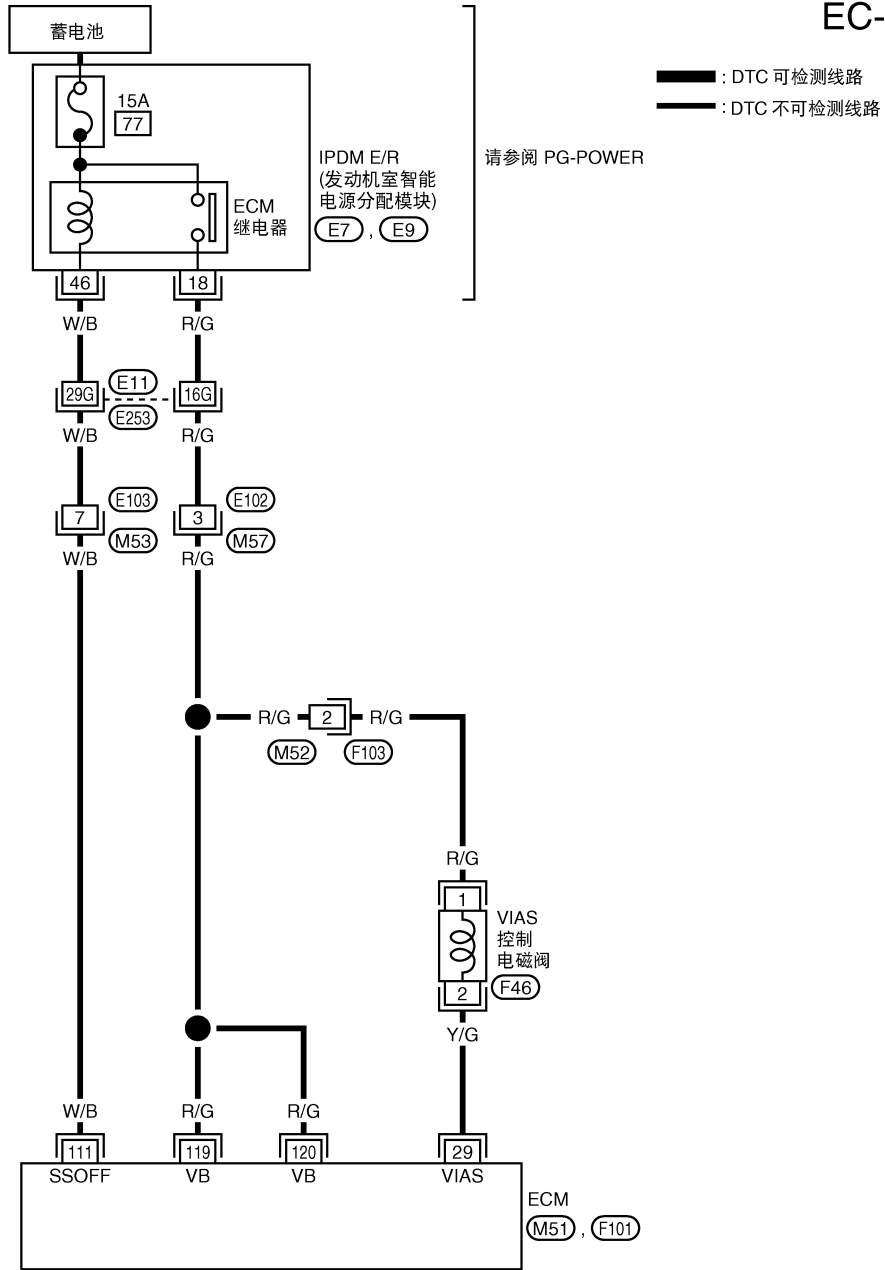 EC-
蓄电池
: DTC 可检测线路
: DTC 不可检测线路
15A
77
IPDM E/R
(发动机室智能
电源分配模块)
E7 , E9
请参阅 PG-POWER
ECM
继电器
46 18
W/B R/G
29G E11 16G
E253
W/B R/G
7 E103 3 E102
M53 M57
W/B R/G
R/G 2 R/G
M52 F103
R/G
1
VIAS
控制
电磁阀
2 F46
Y/G
W/B R/G R/G
111 119 120 29
SSOFF VB VB VIAS
ECM
M51 , F101